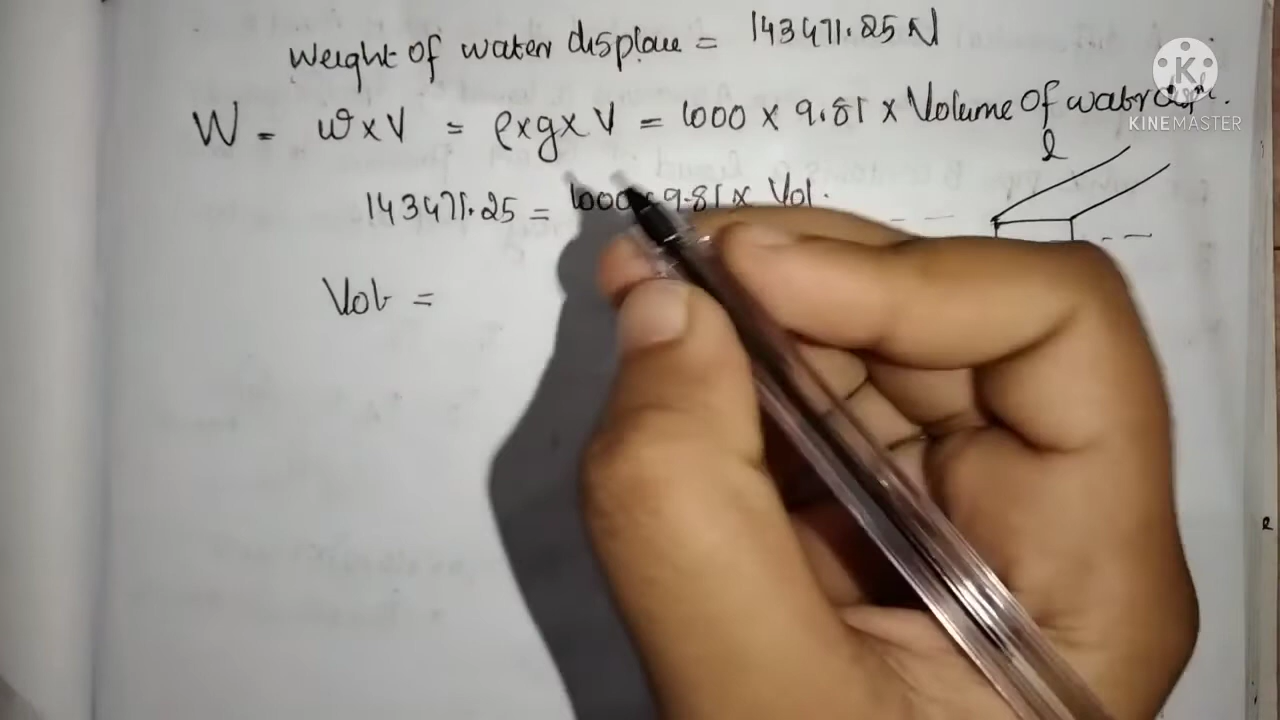 Weight of water displace = 143471.25 N
W = w x V = ρxgx V = 1000 x 9.81 x Volume Of water
l
143471.25 = 1000 x 9.81 x Vol.
Vol =
K
KINEMASTER